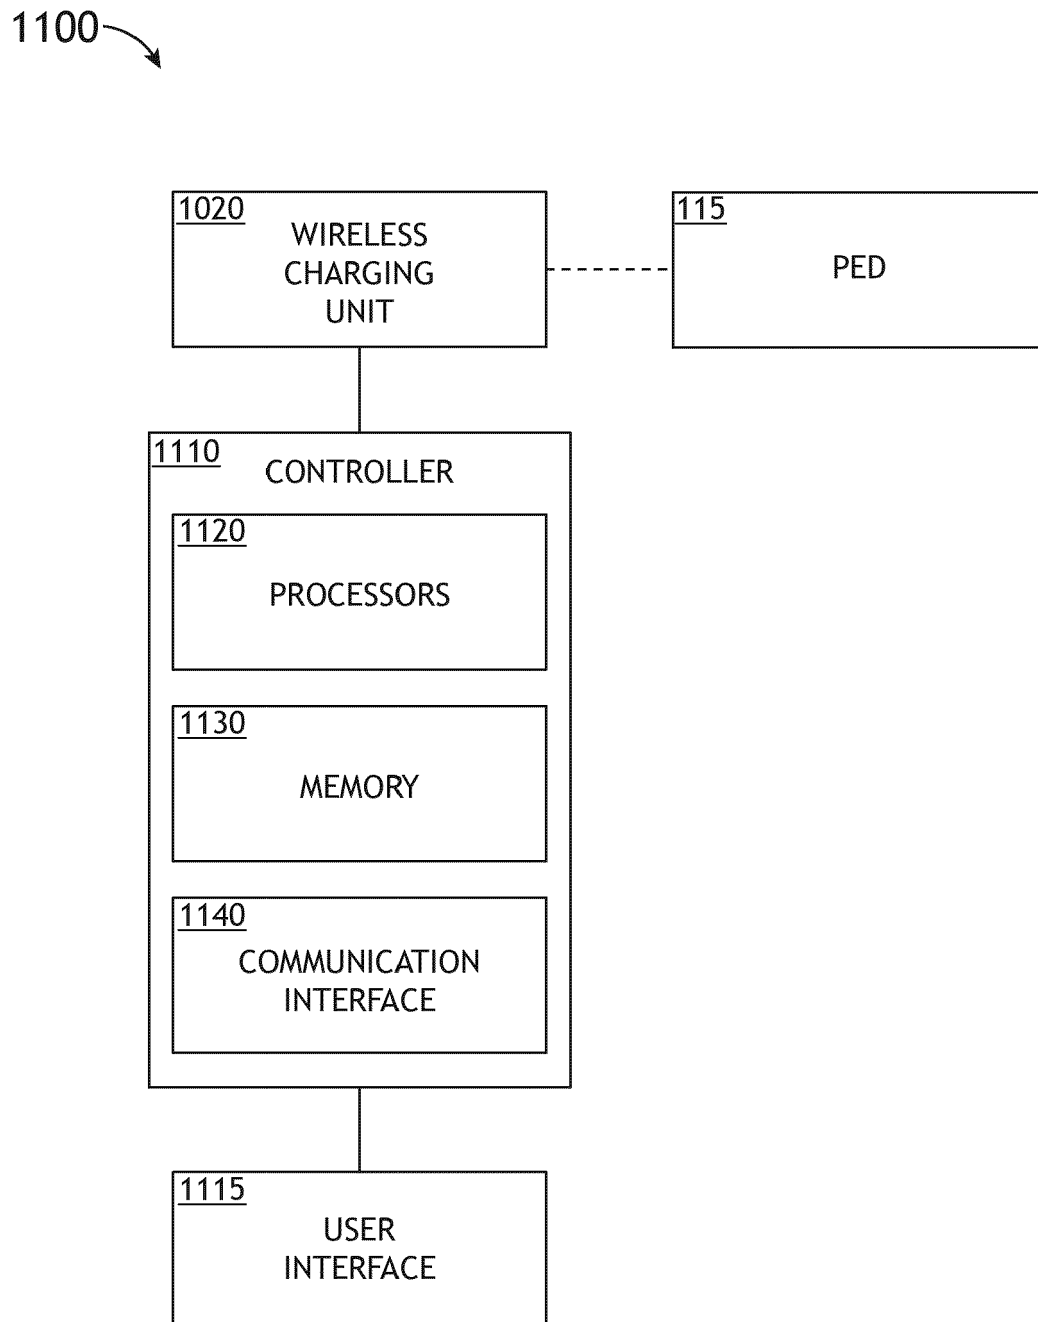 1100
1020
WIRELESS
CHARGING
UNIT
115
PED
1110
CONTROLLER
1120
PROCESSORS
1130
MEMORY
1140
COMMUNICATION
INTERFACE
1115
USER
INTERFACE